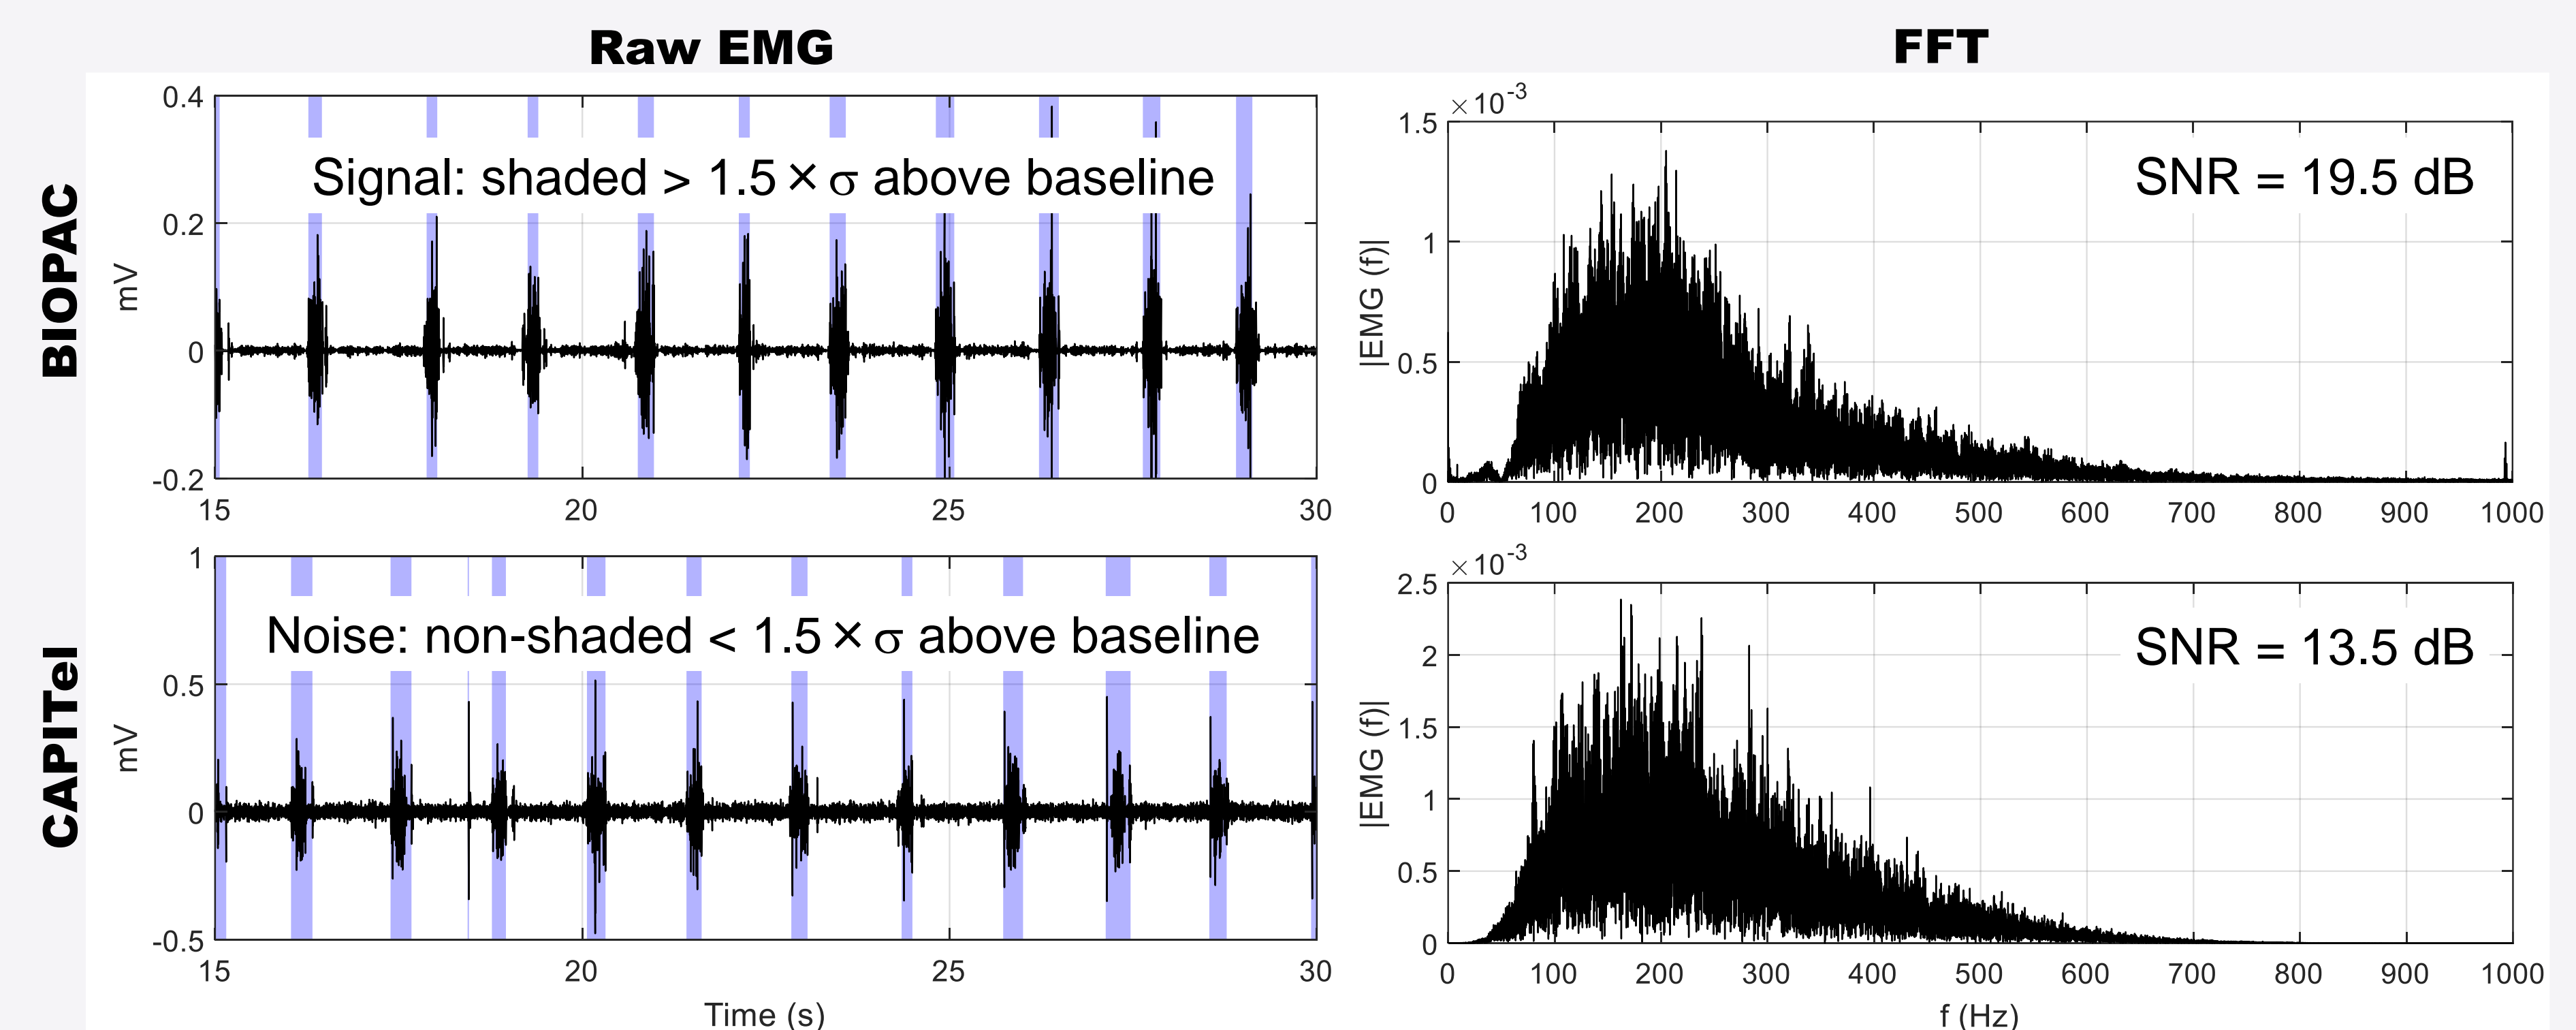 Raw EMG
FFT
BIOPAC
mV
0.4
0.2
0
-0.2
Signal: shaded > 1.5 × σ above baseline
15 20 25 30
|EMG (f)|
×10-3
1.5
1
0.5
0
SNR = 19.5 dB
0 100 200 300 400 500 600 700 800 900 1000
CAPITel
mV
1
0.5
0
-0.5
Noise: non-shaded < 1.5 × σ above baseline
15 20 25 30
Time (s)
|EMG (f)|
×10-3
2.5
2
1.5
1
0.5
0
SNR = 13.5 dB
0 100 200 300 400 500 600 700 800 900 1000
f (Hz)